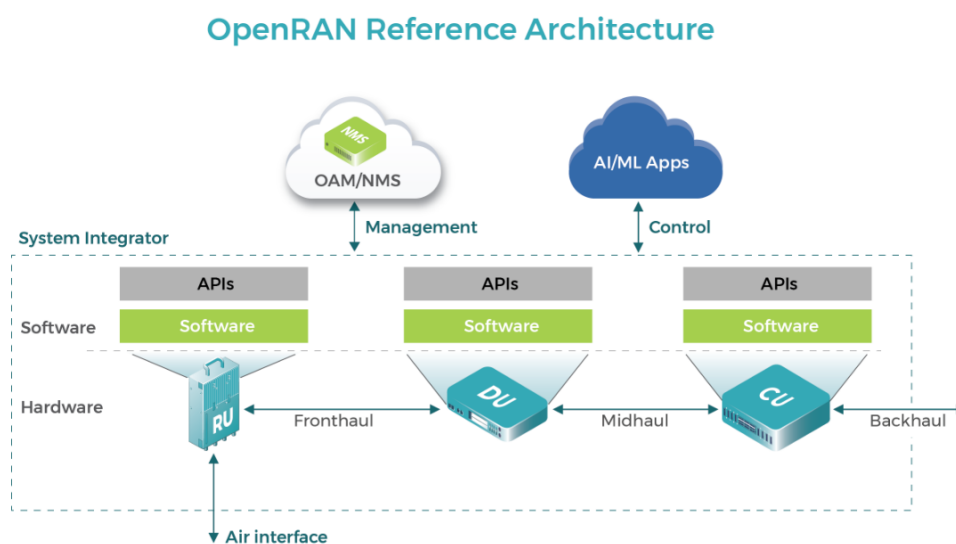 OpenRAN Reference Architecture
NMS
OAM/NMS
AI/ML Apps
Management
Control
System Integrator
APIs
APIs
APIs
Software
Software
Software
Software
Hardware
RU
Fronthaul
DU
Midhaul
CU
Backhaul
Air interface